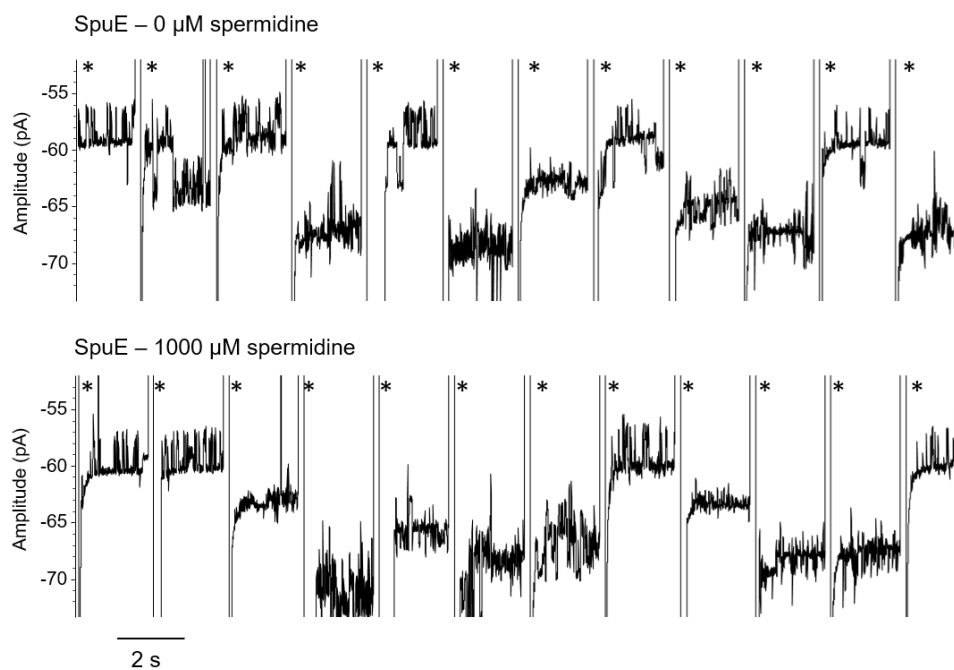 SpuE – 0 µM spermidine
* * * * * * * * * * * *
-55
-60
-65
-70
Amplitude (pA)
SpuE – 1000 µM spermidine
* * * * * * * * * * * *
-55
-60
-65
-70
Amplitude (pA)
2 s